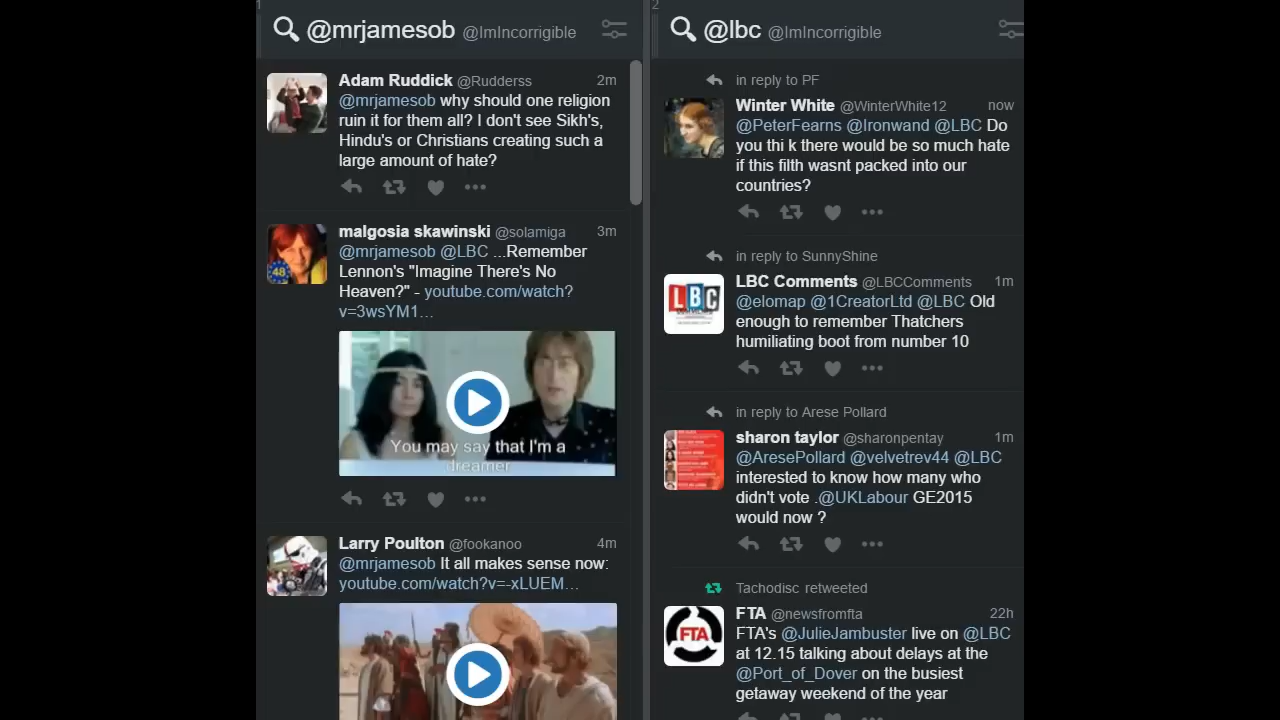 1
@mrjamesob @ImIncorrigible
Adam Ruddick @Rudderss 2m
@mrjamesob why should one religion
ruin it for them all? I don't see Sikh's,
Hindu's or Christians creating such a
large amount of hate?
malgosia skawinski @solamiga 3m
@mrjamesob @LBC ...Remember
Lennon's "Imagine There's No
Heaven?" - youtube.com/watch?
v=3wsYM1…
48
You may say that I'm a
dreamer
Larry Poulton @fookanoo 4m
@mrjamesob It all makes sense now:
youtube.com/watch?v=-xLUEM…
2
@lbc @ImIncorrigible
in reply to PF
Winter White @WinterWhite12 now
@PeterFearns @Ironwand @LBC Do
you thi k there would be so much hate
if this filth wasnt packed into our
countries?
in reply to SunnyShine
LBC Comments @LBCComments 1m
LBC
@elomap @1CreatorLtd @LBC Old
enough to remember Thatchers
humiliating boot from number 10
in reply to Arese Pollard
sharon taylor @sharonpentay 1m
@AresePollard @velvetrev44 @LBC
interested to know how many who
didn't vote .@UKLabour GE2015
would now ?
Tachodisc retweeted
FTA @newsfromfta 22h
FTA
FTA's @JulieJambuster live on @LBC
at 12.15 talking about delays at the
@Port_of_Dover on the busiest
getaway weekend of the year